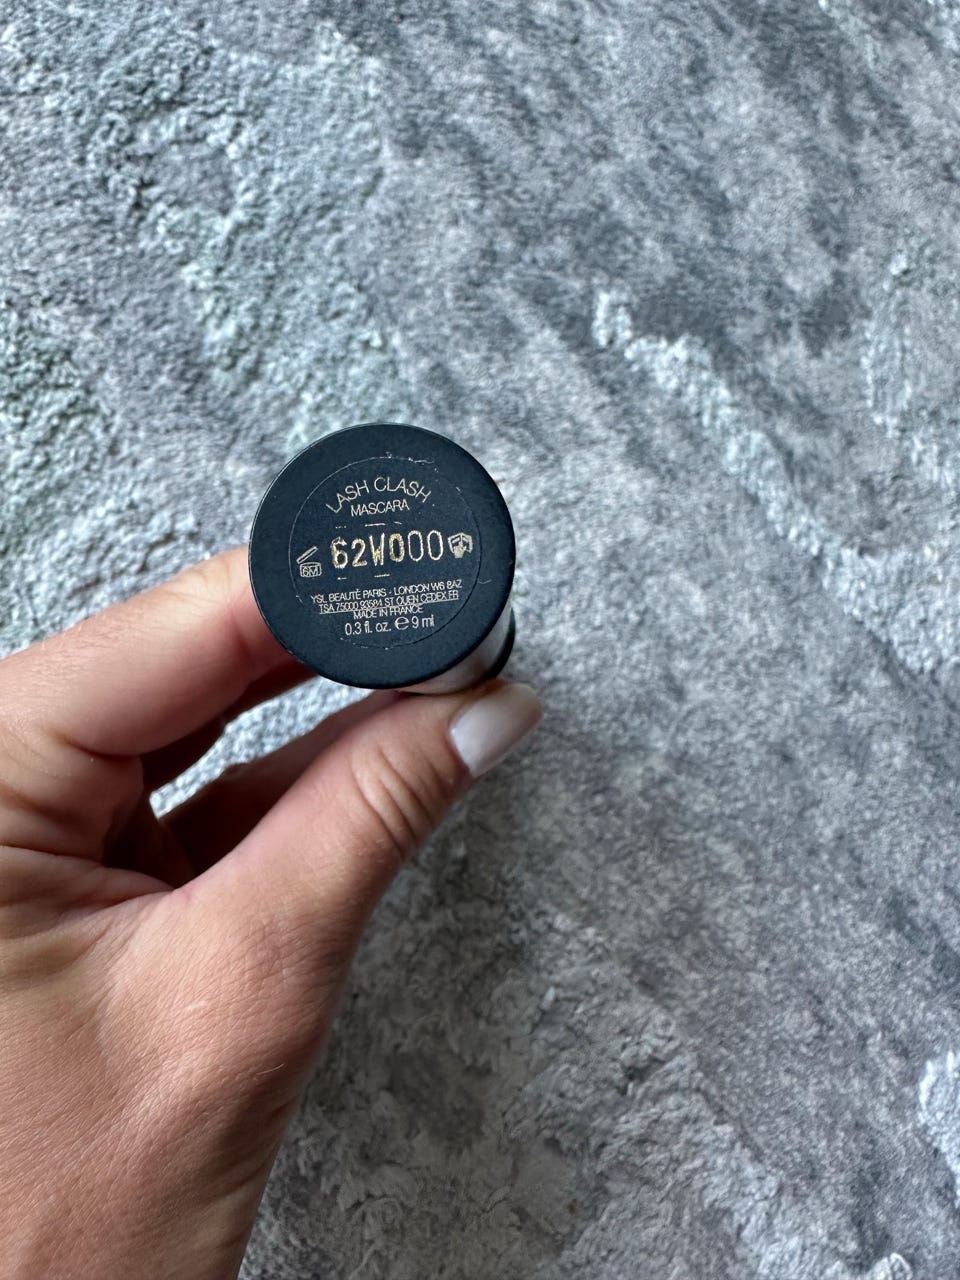 LASH CLASH
MASCARA
62W000
6M
YSL BEAUTÉ PARIS - LONDON W6 8AZ
TSA 75000 93584 ST OUEN CEDEX FR
MADE IN FRANCE
0.3 fl. oz. ℮ 9 ml